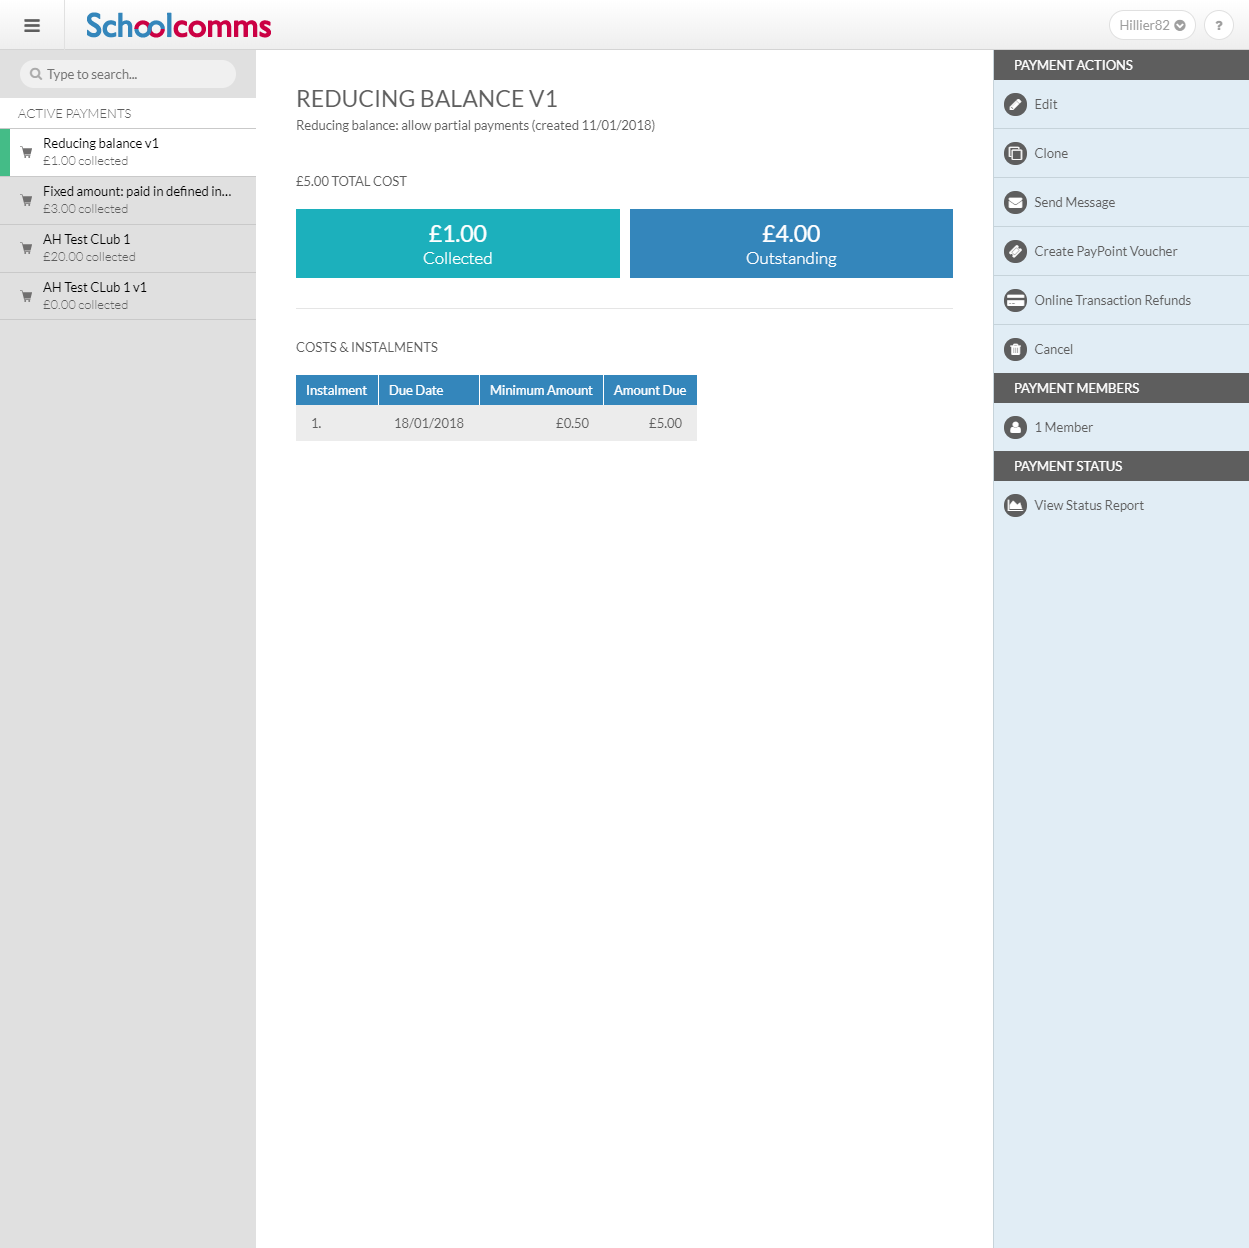 Schoolcomms
Hillier82
?
Type to search...
ACTIVE PAYMENTS
Reducing balance v1
£1.00 collected
Fixed amount: paid in defined in...
£3.00 collected
AH Test CLub 1
£20.00 collected
AH Test CLub 1 v1
£0.00 collected
REDUCING BALANCE V1
Reducing balance: allow partial payments (created 11/01/2018)
£5.00 TOTAL COST
£1.00
Collected
£4.00
Outstanding
COSTS & INSTALMENTS
Instalment Due Date Minimum Amount Amount Due
1. 18/01/2018 £0.50 £5.00
PAYMENT ACTIONS
Edit
Clone
Send Message
Create PayPoint Voucher
Online Transaction Refunds
Cancel
PAYMENT MEMBERS
1 Member
PAYMENT STATUS
View Status Report